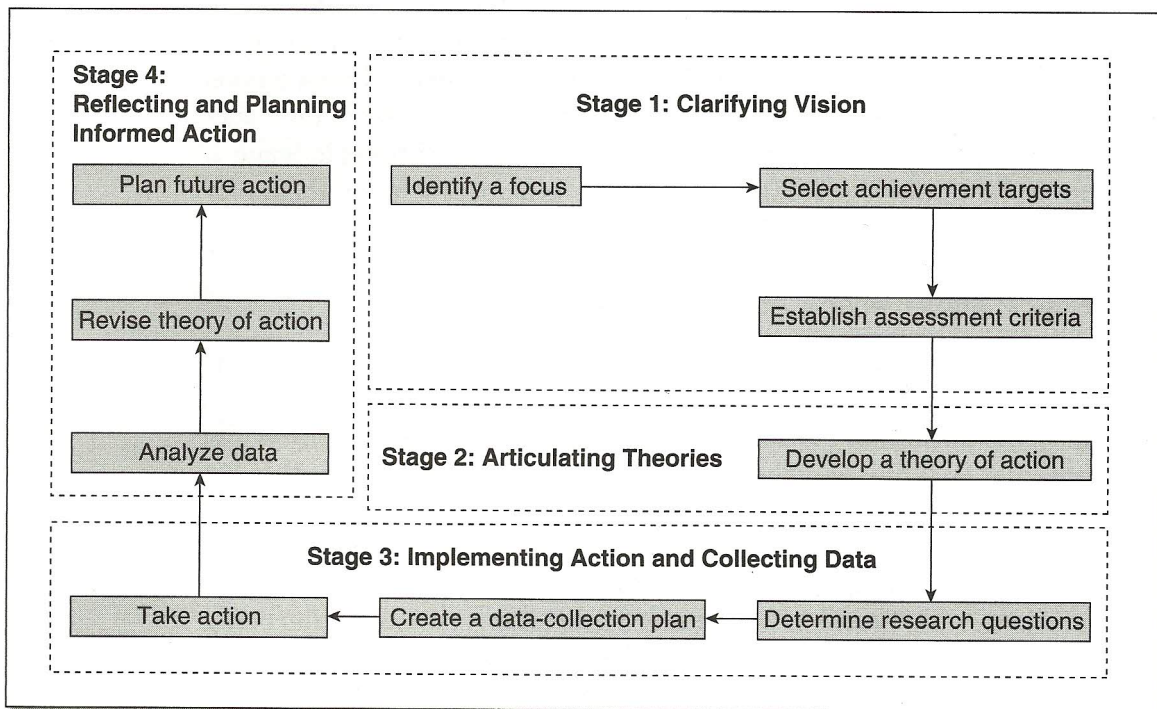 Stage 4:
Reflecting and Planning
Informed Action
Plan future action
Revise theory of action
Analyze data
Stage 1: Clarifying Vision
Identify a focus
Select achievement targets
Establish assessment criteria
Stage 2: Articulating Theories
Develop a theory of action
Stage 3: Implementing Action and Collecting Data
Take action
Create a data-collection plan
Determine research questions